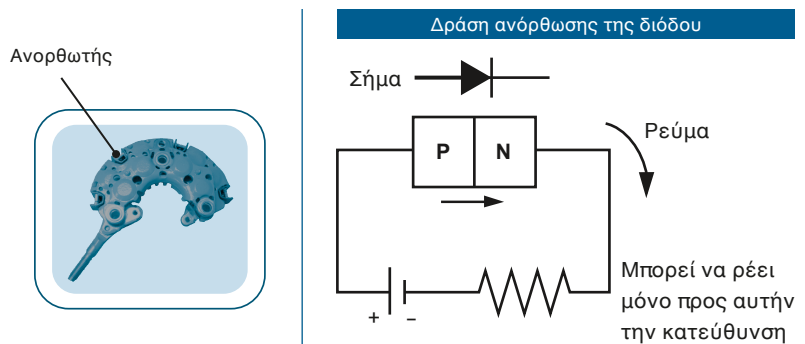 Ανορθωτής
Δράση ανόρθωσης της διόδου
Σήμα
P N
Ρεύμα
+ –
Μπορεί να ρέει
μόνο προς αυτήν
την κατεύθυνση